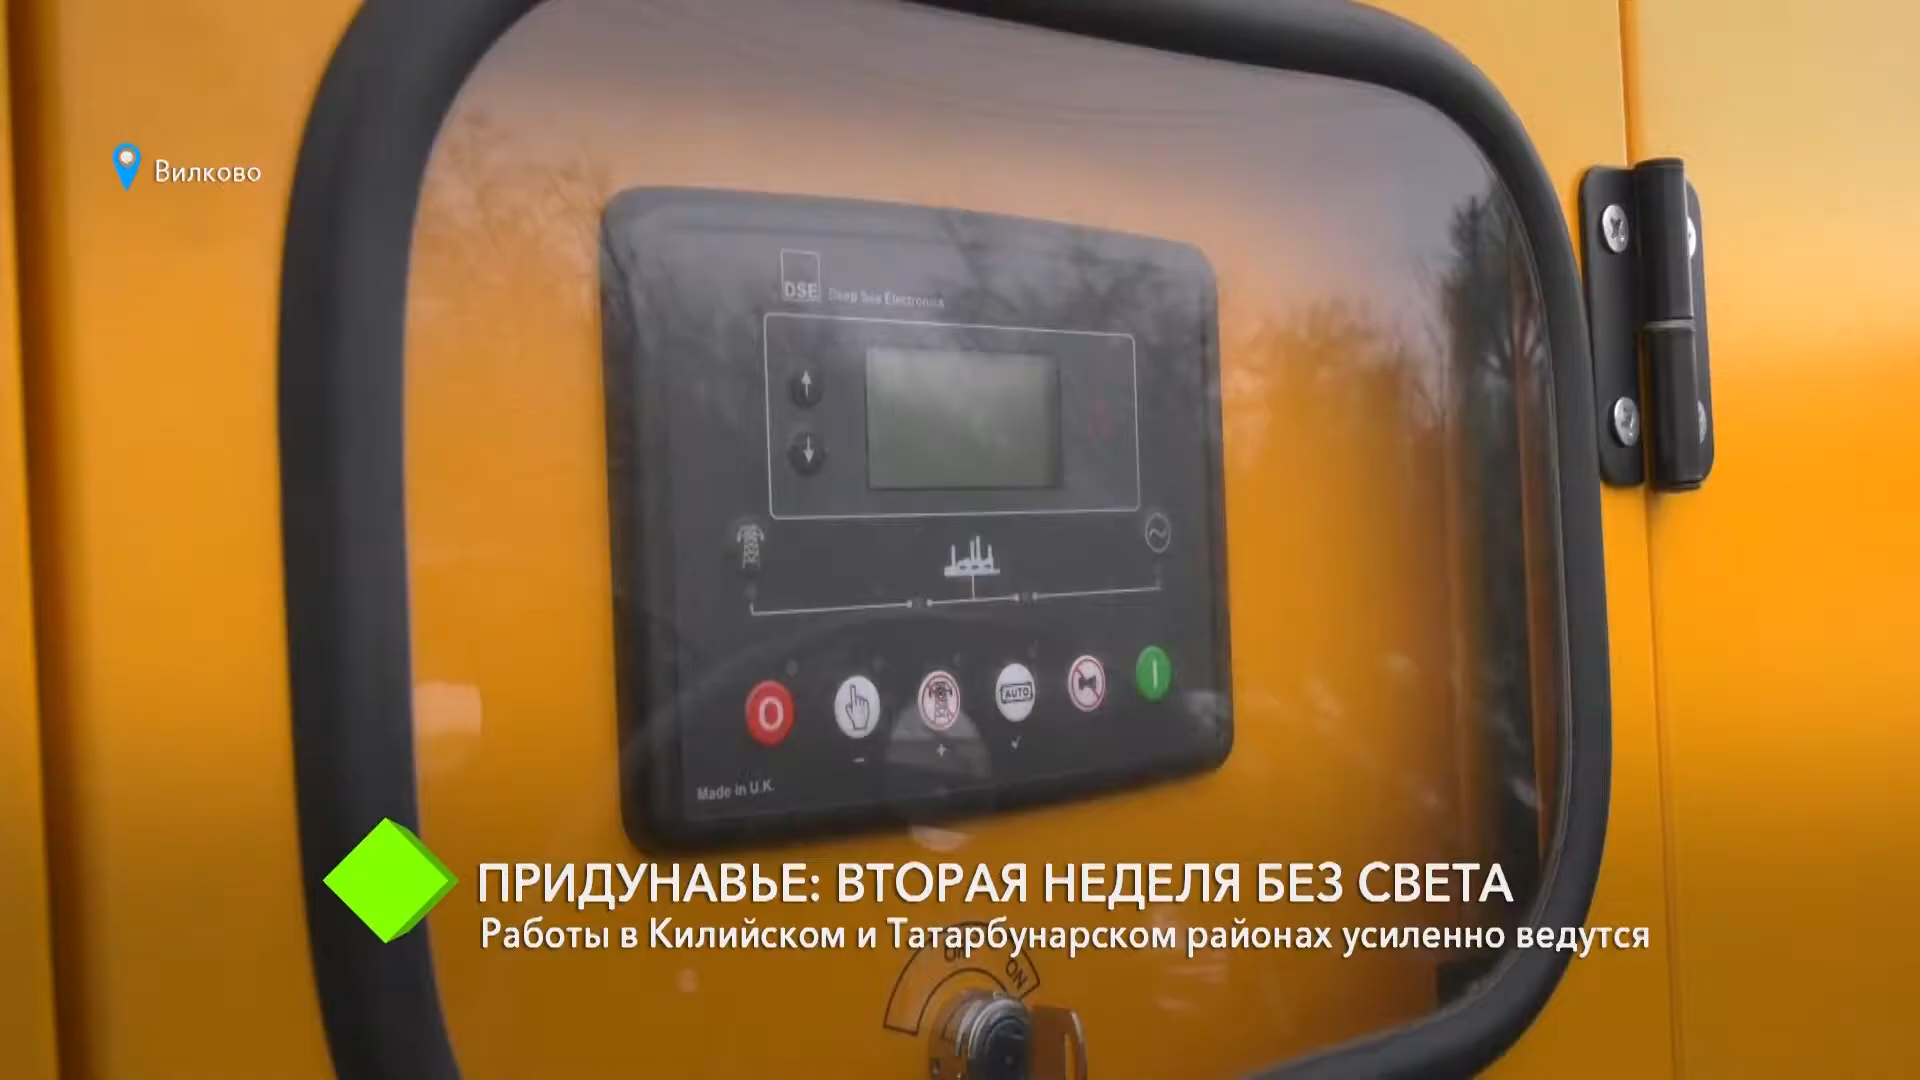 Вилково
DSE Deep Sea Electronics
AUTO
Made in U.K.
ПРИДУНАВЬЕ: ВТОРАЯ НЕДЕЛЯ БЕЗ СВЕТА
Работы в Килийском и Татарбунарском районах усиленно ведутся
ON